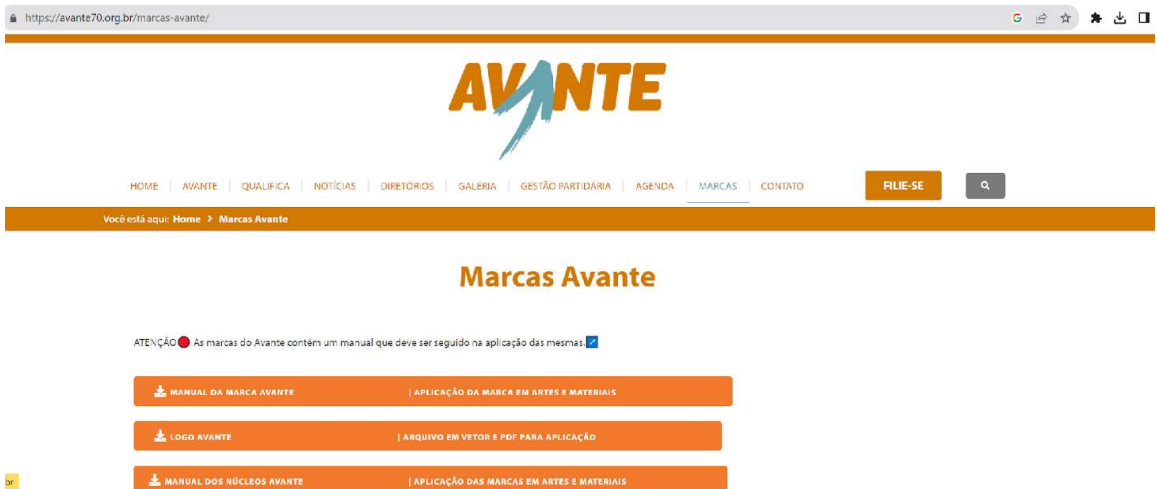 https://avante70.org.br/marcas-avante/
AVANTE
HOME AVANTE QUALIFICA NOTÍCIAS DIRETÓRIOS GALERIA GESTÃO PARTIDÁRIA AGENDA MARCAS CONTATO FILIE-SE
Você está aqui: Home > Marcas Avante
Marcas Avante
ATENÇÃO As marcas do Avante contém um manual que deve ser seguido na aplicação das mesmas.
MANUAL DA MARCA AVANTE | APLICAÇÃO DA MARCA EM ARTES E MATERIAIS
LOGO AVANTE | ARQUIVO EM VETOR E PDF PARA APLICAÇÃO
MANUAL DOS NÚCLEOS AVANTE | APLICAÇÃO DAS MARCAS EM ARTES E MATERIAIS
br